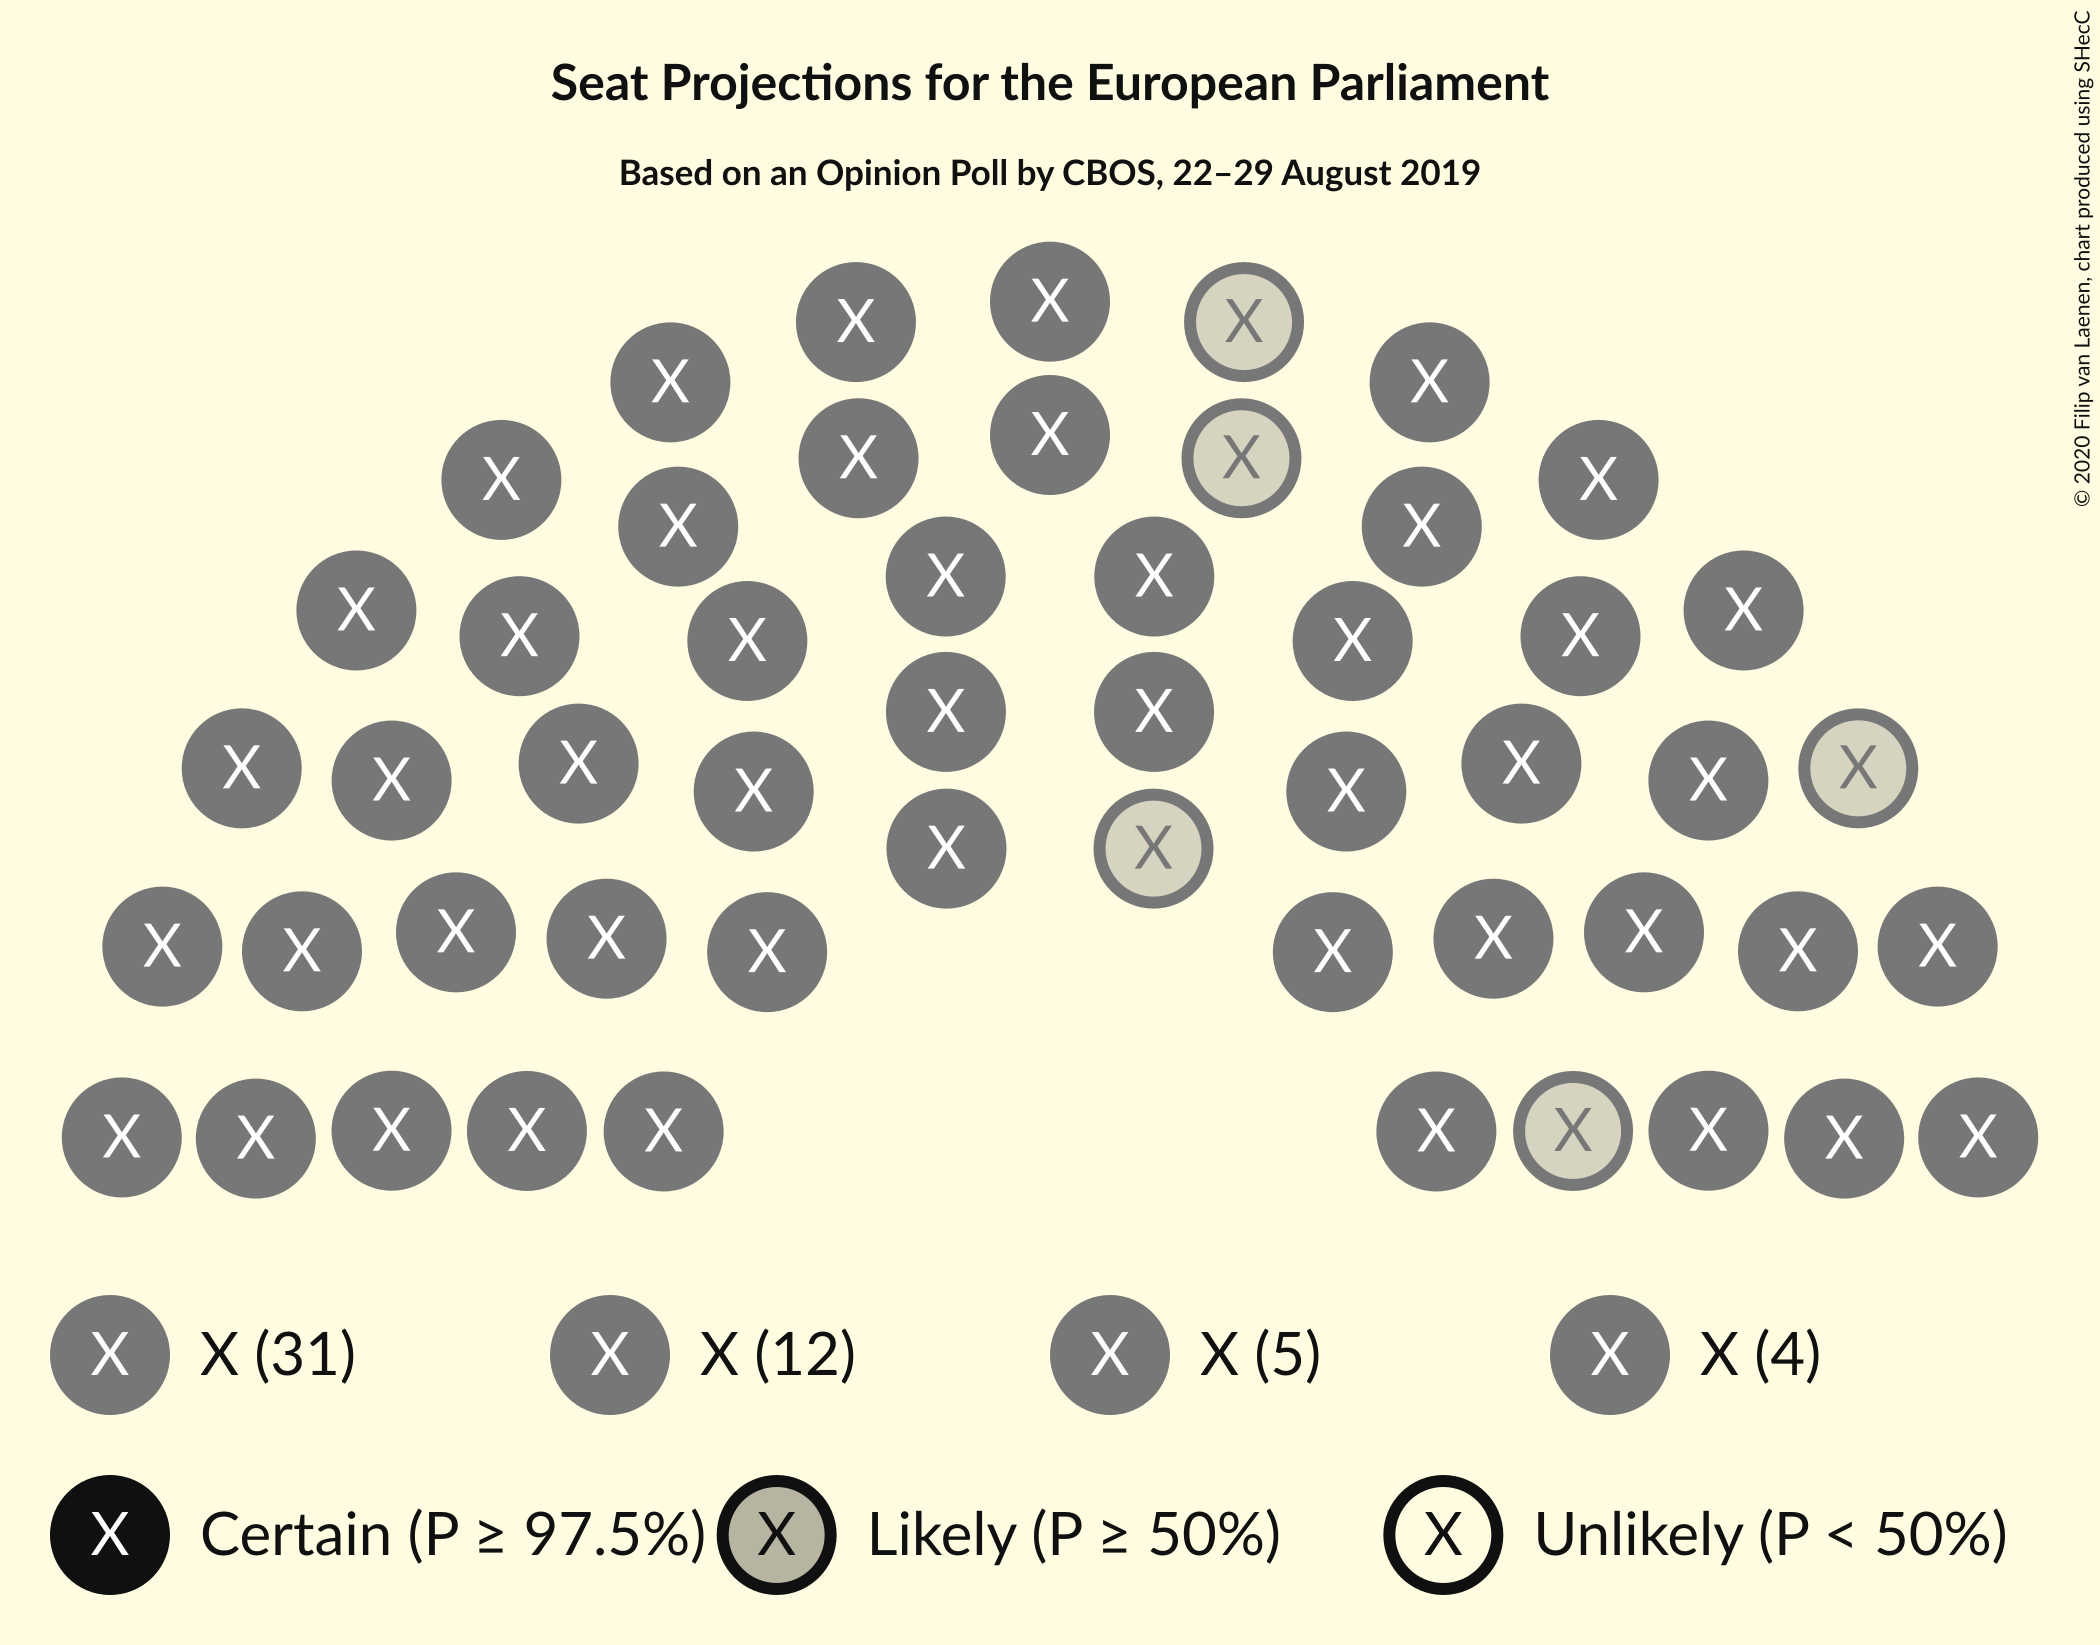 Seat Projections for the European Parliament
Based on an Opinion Poll by CBOS, 22–29 August 2019
© 2020 Filip van Laenen, chart produced using SHecC
X X X
X X
X X X X X
X X
X X X X X X X X
X X
X X X X X X X X
X X
X X X X X X X X X X
X X X X X X X X X X
X X (31) X X (12) X X (5) X X (4)
X Certain (P ≥ 97.5%) X Likely (P ≥ 50%) X Unlikely (P < 50%)